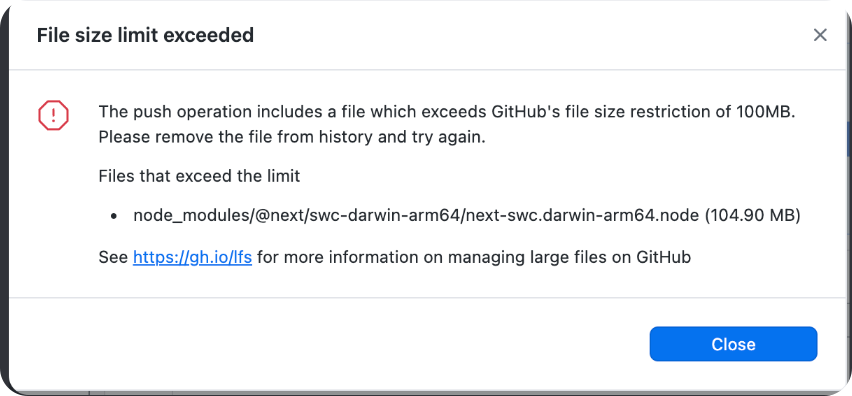 File size limit exceeded
The push operation includes a file which exceeds GitHub's file size restriction of 100MB.
Please remove the file from history and try again.
Files that exceed the limit
• node_modules/@next/swc-darwin-arm64/next-swc.darwin-arm64.node (104.90 MB)
See https://gh.io/lfs for more information on managing large files on GitHub
Close